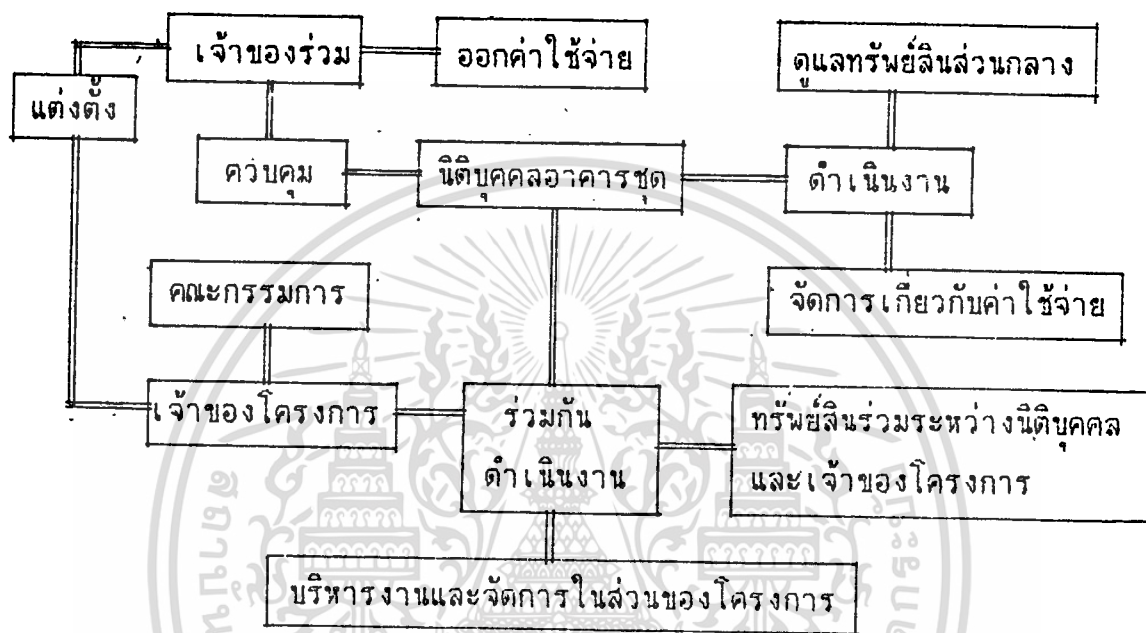 เจ้าของร่วม
ออกค่าใช้จ่าย
ดูแลทรัพย์สินส่วนกลาง
แต่งตั้ง
ควบคุม
นิติบุคคลอาคารชุด
ดำเนินงาน
คณะกรรมการ
จัดการเกี่ยวกับค่าใช้จ่าย
เจ้าของโครงการ
ร่วมกัน
ดำเนินงาน
ทรัพย์สินร่วมระหว่างนิติบุคคล
และเจ้าของโครงการ
บริหารงานและจัดการในส่วนของโครงการ